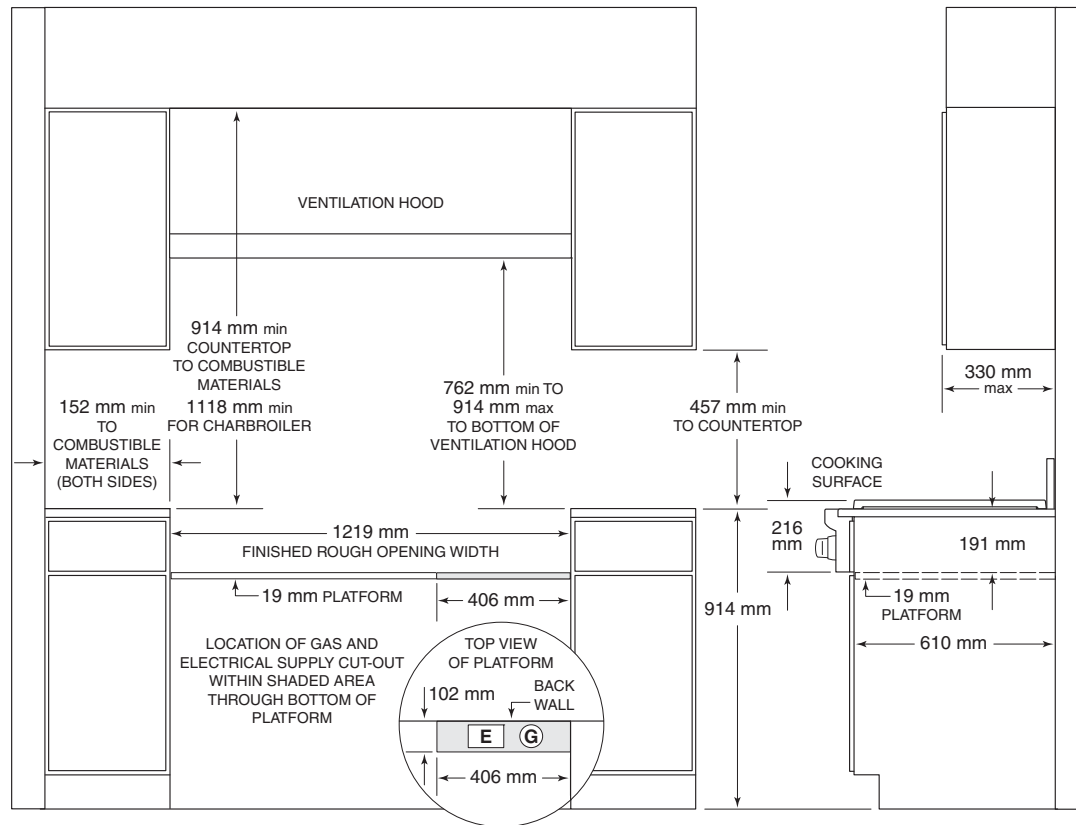 VENTILATION HOOD
914 mm min
COUNTERTOP
TO COMBUSTIBLE
MATERIALS
1118 mm min
FOR CHARBROILER
152 mm min
TO
COMBUSTIBLE
MATERIALS
(BOTH SIDES)
762 mm min TO
914 mm max
TO BOTTOM OF
VENTILATION HOOD
457 mm min
TO COUNTERTOP
330 mm
max
COOKING
SURFACE
1219 mm
FINISHED ROUGH OPENING WIDTH
216
mm
191 mm
19 mm PLATFORM
406 mm
914 mm
19 mm
PLATFORM
610 mm
LOCATION OF GAS AND
ELECTRICAL SUPPLY CUT-OUT
WITHIN SHADED AREA
THROUGH BOTTOM OF
PLATFORM
TOP VIEW
OF PLATFORM
102 mm
BACK
WALL
E
G
406 mm